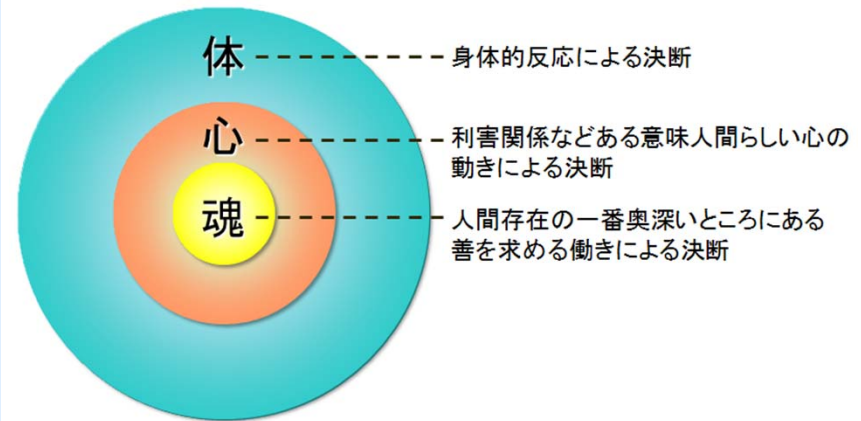 体
身体的反応による決断
心
利害関係などある意味人間らしい心の
動きによる決断
魂
人間存在の一番奥深いところにある
善を求める働きによる決断